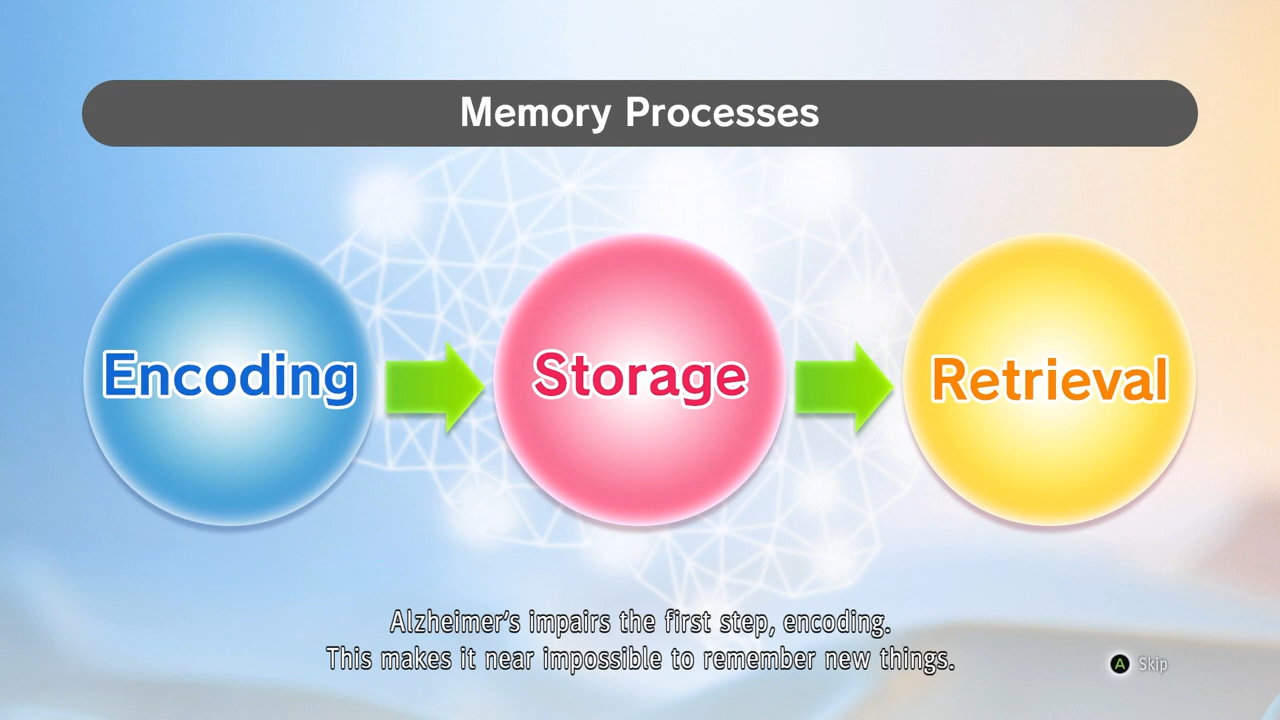 Memory Processes
Encoding
Storage
Retrieval
Alzheimer's impairs the first step, encoding.
This makes it near impossible to remember new things.
A Skip